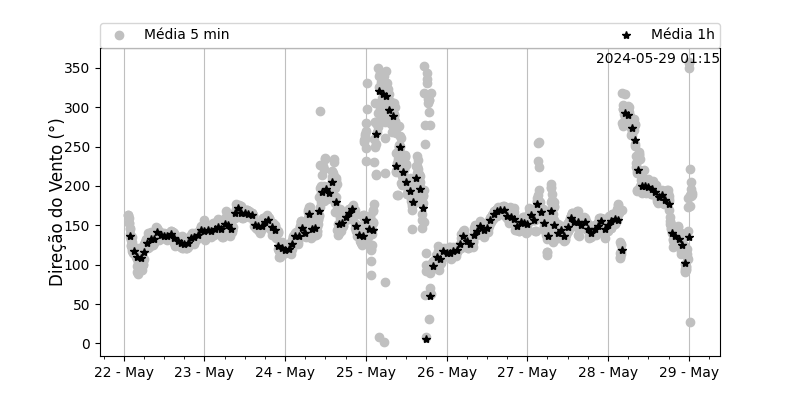 Média 5 min
Média 1h
2024-05-29 01:15
Direção do Vento (°)
350
300
250
200
150
100
50
0
22 - May
23 - May
24 - May
25 - May
26 - May
27 - May
28 - May
29 - May